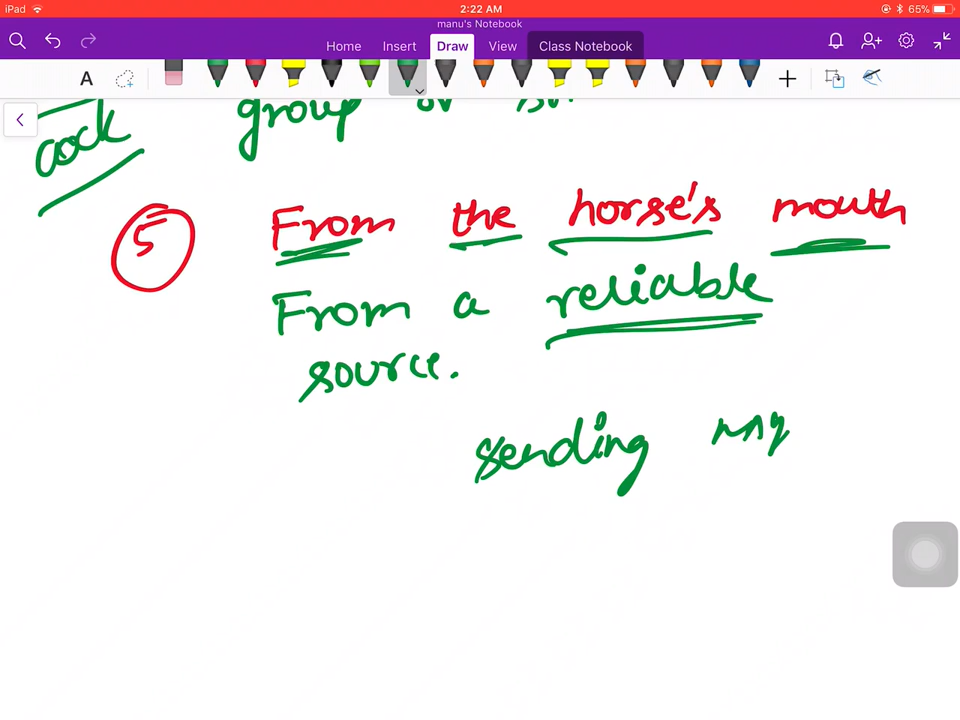 iPad 2:22 AM 65%
manu's Notebook
Home Insert Draw View Class Notebook
A
cock group
5 From the horse's mouth
From a reliable
source.
sending